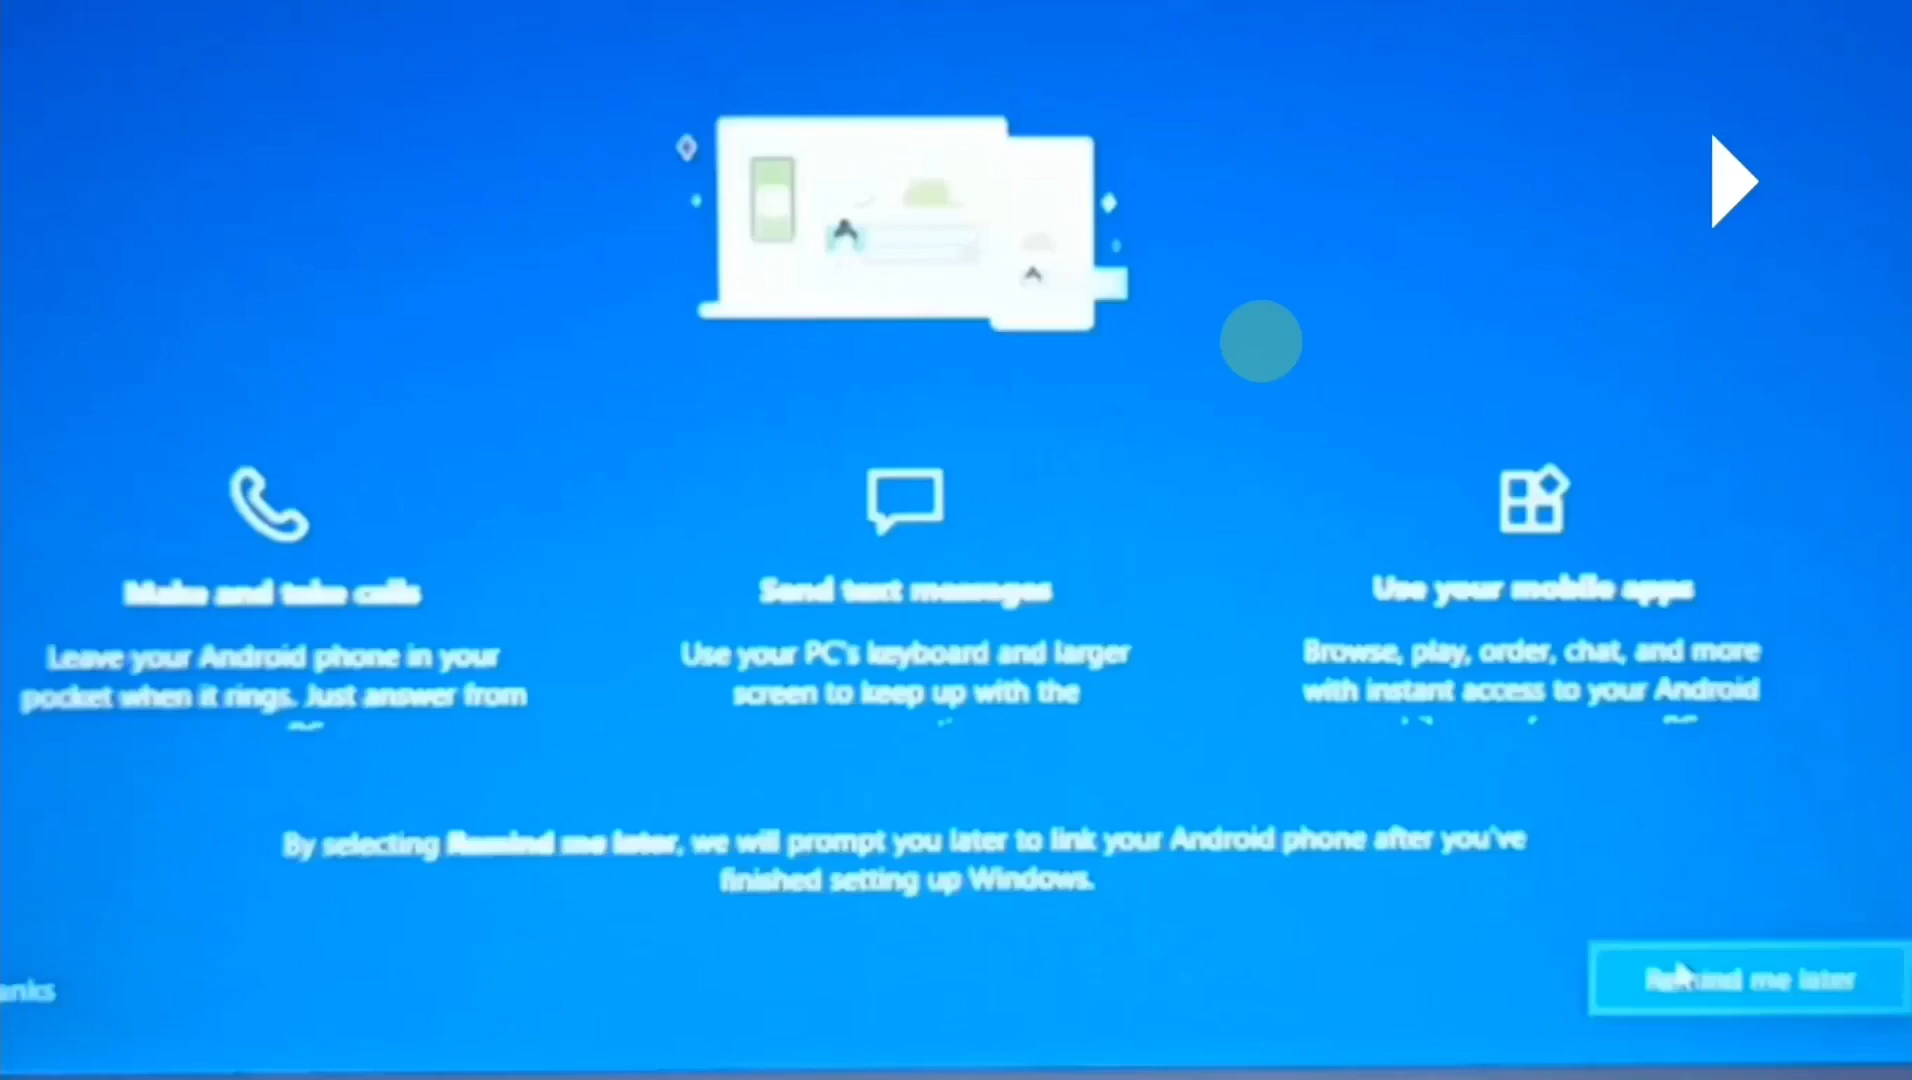 Make and take calls
Leave your Android phone in your
pocket when it rings. Just answer from
Send text messages
Use your PC's keyboard and larger
screen to keep up with the
Use your mobile apps
Browse, play, order, chat, and more
with instant access to your Android
By selecting Remind me later, we will prompt you later to link your Android phone after you've
finished setting up Windows.
anks
Remind me later